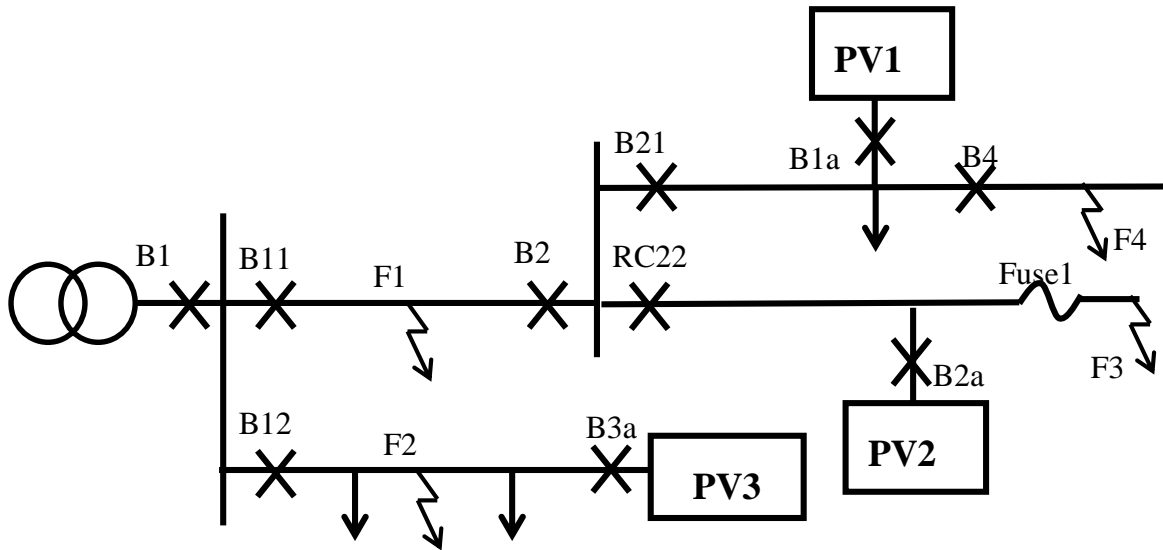 PV1
B21
B1a
B4
B1
B11
F1
B2
RC22
F4
Fuse1
F3
B2a
B12
F2
B3a
PV2
PV3